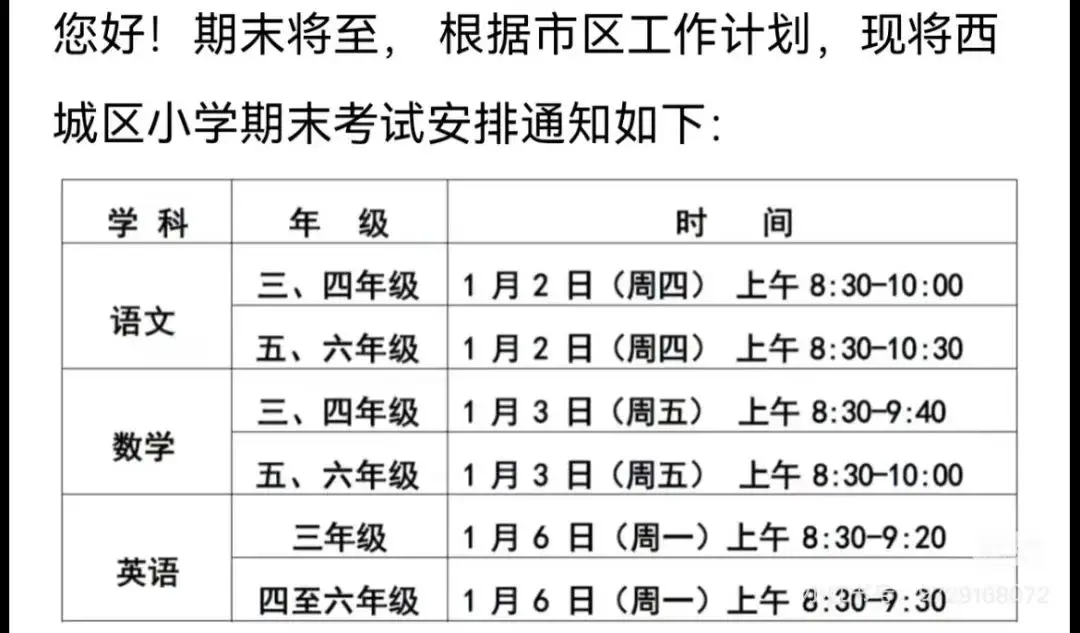 您好！期末将至， 根据市区工作计划，现将西
城区小学期末考试安排通知如下：
学 科 年 级 时 间
语文
三、四年级 1 月 2 日（周四） 上午 8:30-10:00
五、六年级 1 月 2 日（周四） 上午 8:30-10:30
数学
三、四年级 1 月 3 日（周五） 上午 8:30-9:40
五、六年级 1 月 3 日（周五） 上午 8:30-10:00
英语
三年级 1 月 6 日（周一）上午 8:30-9:20
四至六年级 1 月 6 日（周一）上午 8:30-9:30